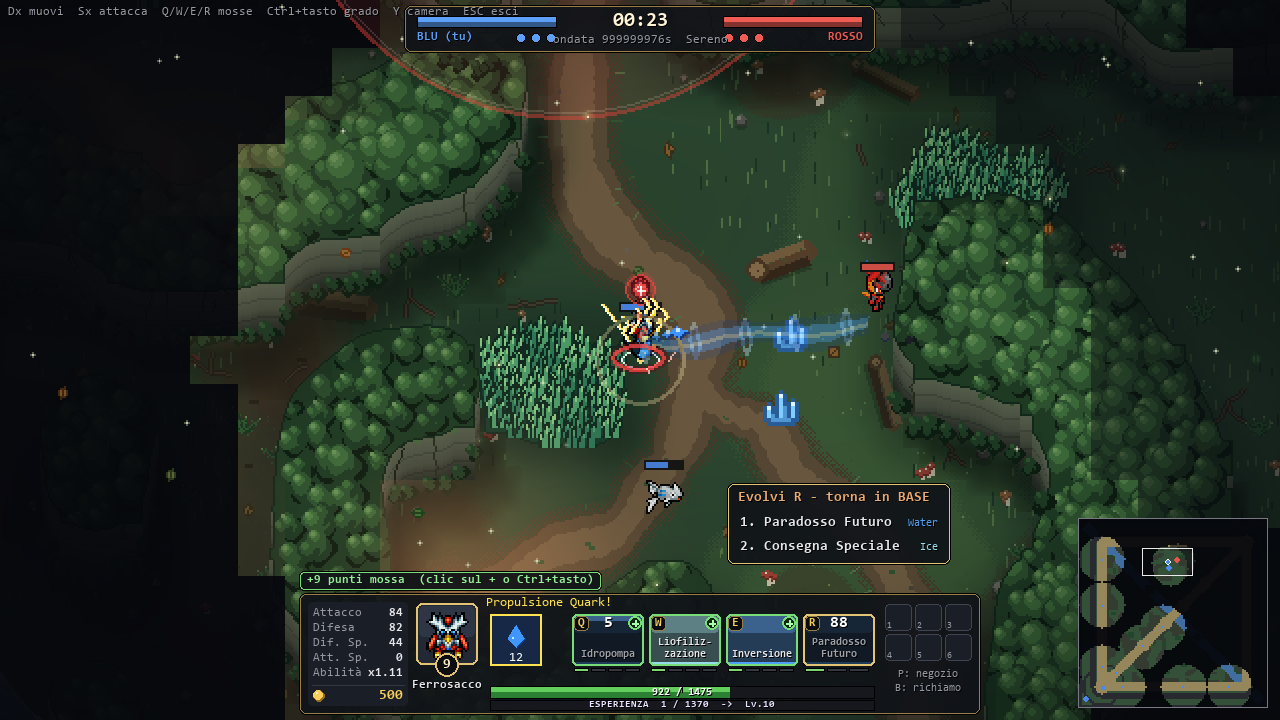 Dx muovi  Sx attacca  Q/W/E/R mosse  Ctrl+tasto grado  Y camera  ESC esci
00:23
BLU (tu)
ondata 999999976s  Sereno
ROSSO
Evolvi R - torna in BASE
1. Paradosso Futuro  Water
2. Consegna Speciale  Ice
+9 punti mossa  (clic sul + o Ctrl+tasto)
Propulsione Quark!
Attacco 84
Difesa 82
Dif. Sp. 44
Att. Sp. 0
Abilità x1.11
500
9
Ferrosacco
12
Q 5 +
Idropompa
W +
Liofiliz-
zazione
E +
Inversione
R 88
Paradosso
Futuro
1 2 3
4 5 6
P: negozio
B: richiamo
922 / 1475
ESPERIENZA  1 / 1370  ->  Lv.10